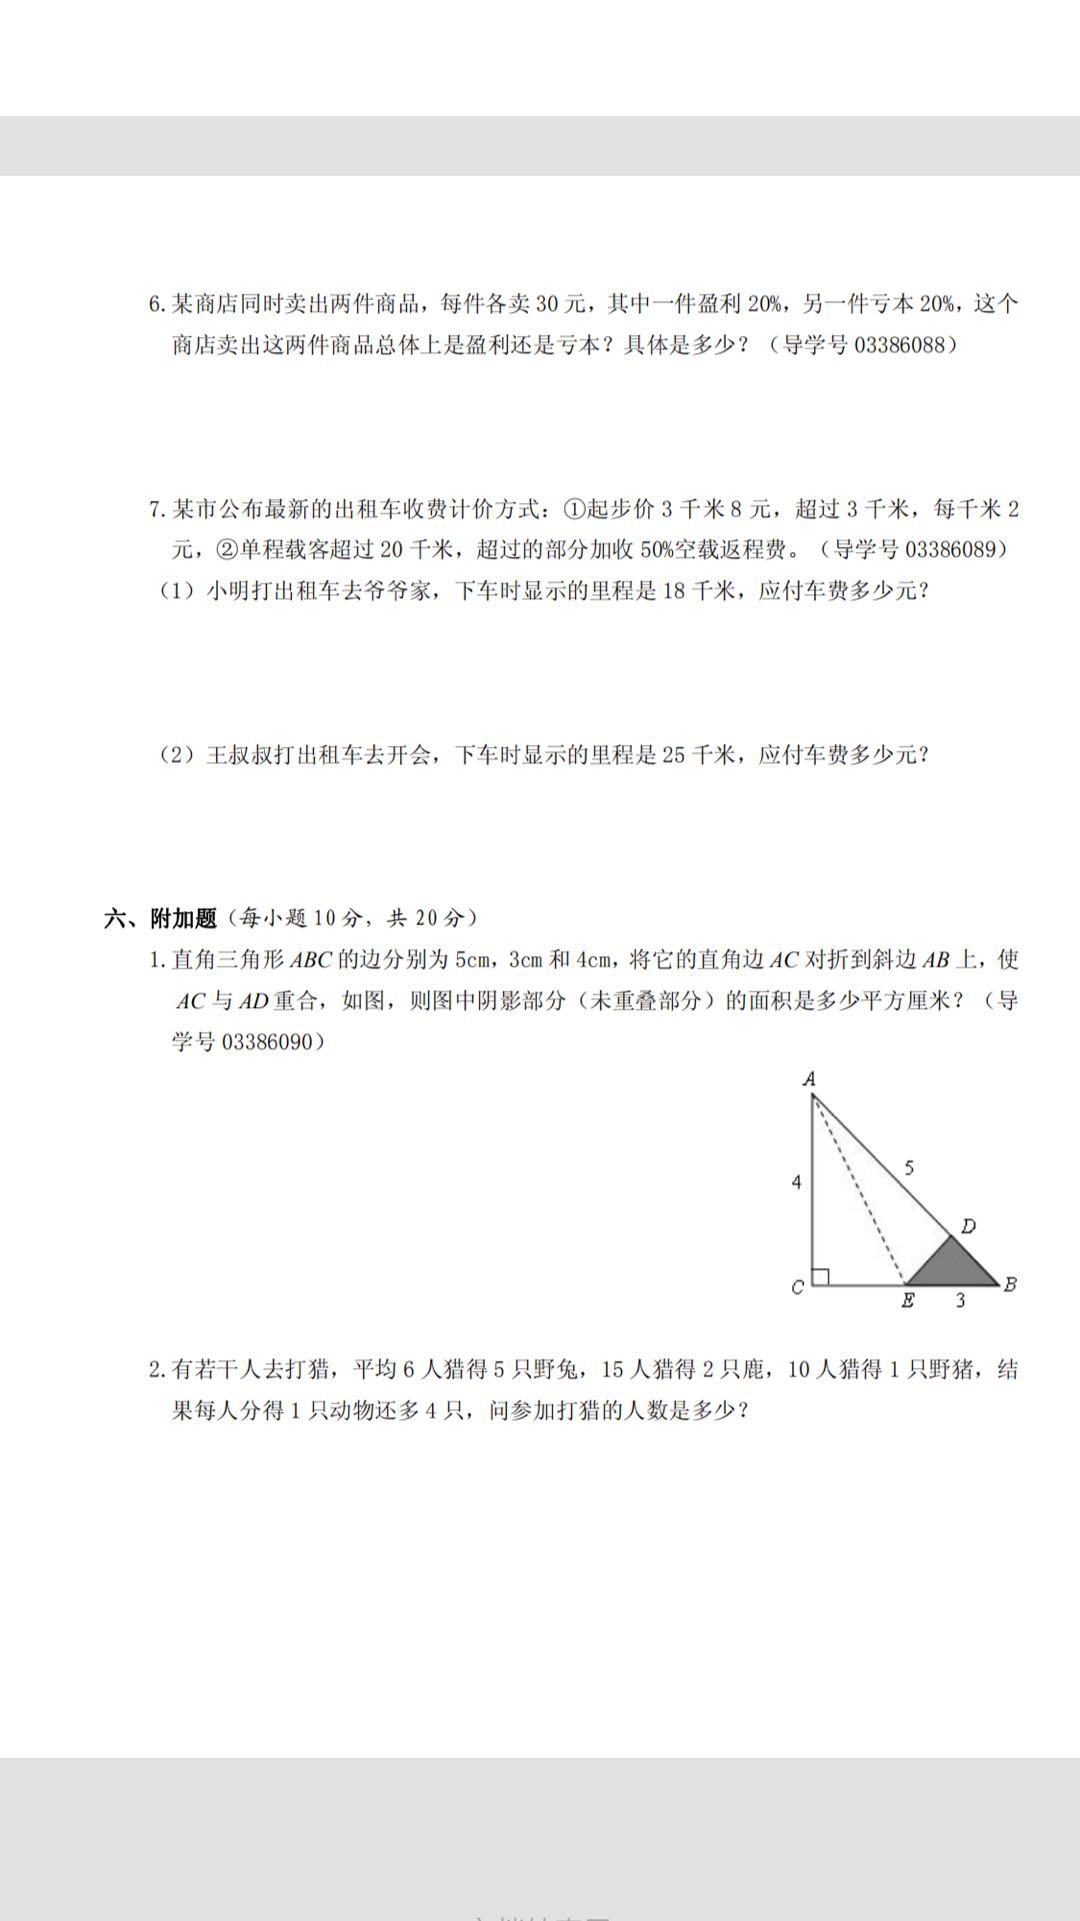 6.某商店同时卖出两件商品，每件各卖 30 元，其中一件盈利 20%，另一件亏本 20%，这个
商店卖出这两件商品总体上是盈利还是亏本？具体是多少？（导学号 03386088）
7.某市公布最新的出租车收费计价方式：①起步价 3 千米 8 元，超过 3 千米，每千米 2
元，②单程载客超过 20 千米，超过的部分加收 50%空载返程费。（导学号 03386089）
（1）小明打出租车去爷爷家，下车时显示的里程是 18 千米，应付车费多少元？
（2）王叔叔打出租车去开会，下车时显示的里程是 25 千米，应付车费多少元？
六、附加题（每小题 10 分，共 20 分）
1.直角三角形 ABC 的边分别为 5cm，3cm 和 4cm，将它的直角边 AC 对折到斜边 AB 上，使
AC 与 AD 重合，如图，则图中阴影部分（未重叠部分）的面积是多少平方厘米？（导
学号 03386090）
A
5
4
D
C
B
E
3
2.有若干人去打猎，平均 6 人猎得 5 只野兔，15 人猎得 2 只鹿，10 人猎得 1 只野猪，结
果每人分得 1 只动物还多 4 只，问参加打猎的人数是多少？